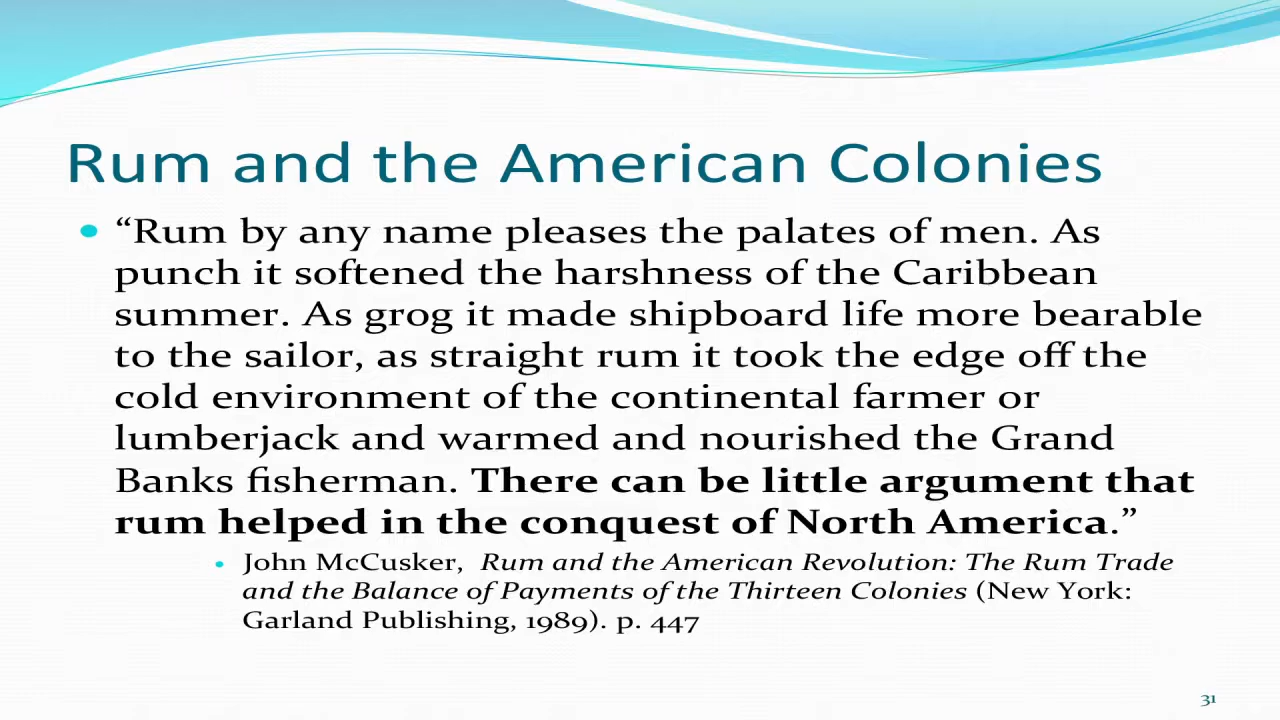 Rum and the American Colonies
• “Rum by any name pleases the palates of men. As
punch it softened the harshness of the Caribbean
summer. As grog it made shipboard life more bearable
to the sailor, as straight rum it took the edge off the
cold environment of the continental farmer or
lumberjack and warmed and nourished the Grand
Banks fisherman. There can be little argument that
rum helped in the conquest of North America.”
• John McCusker, Rum and the American Revolution: The Rum Trade
and the Balance of Payments of the Thirteen Colonies (New York:
Garland Publishing, 1989). p. 447
31